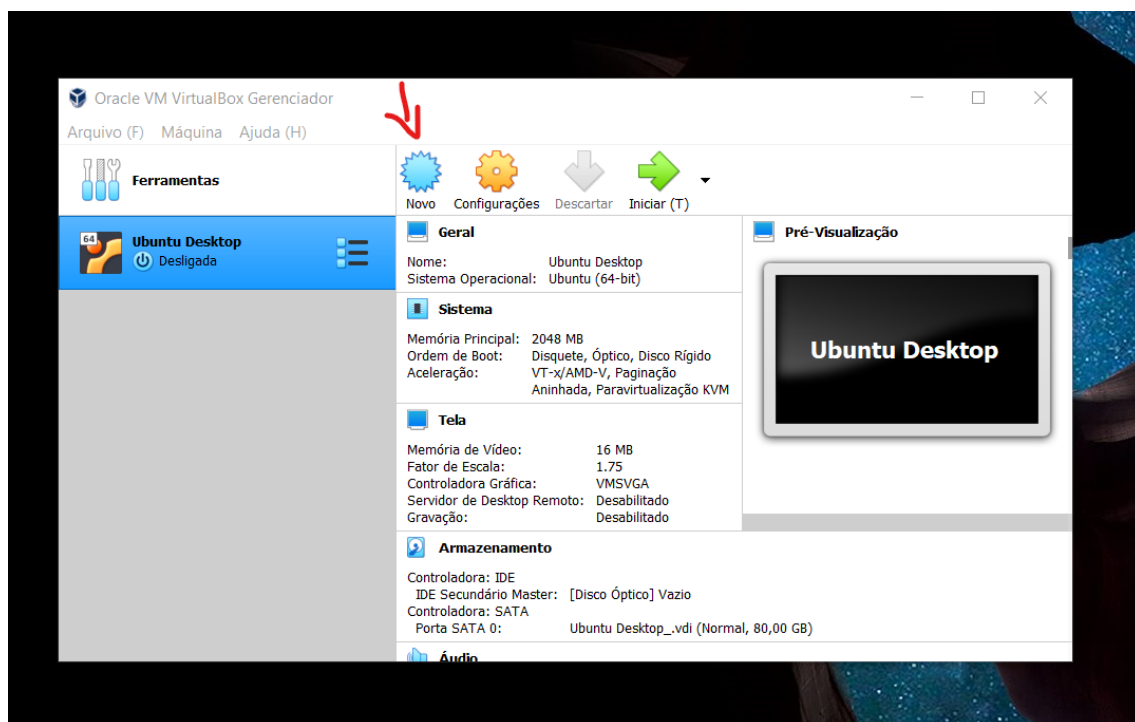 Oracle VM VirtualBox Gerenciador
Arquivo (F) Máquina Ajuda (H)
Ferramentas
Novo Configurações Descartar Iniciar (T)
64
Ubuntu Desktop
Desligada
Geral
Nome: Ubuntu Desktop
Sistema Operacional: Ubuntu (64-bit)
Sistema
Memória Principal: 2048 MB
Ordem de Boot: Disquete, Óptico, Disco Rígido
Aceleração: VT-x/AMD-V, Paginação
Aninhada, Paravirtualização KVM
Tela
Memória de Vídeo: 16 MB
Fator de Escala: 1.75
Controladora Gráfica: VMSVGA
Servidor de Desktop Remoto: Desabilitado
Gravação: Desabilitado
Pré-Visualização
Ubuntu Desktop
Armazenamento
Controladora: IDE
IDE Secundário Master: [Disco Óptico] Vazio
Controladora: SATA
Porta SATA 0: Ubuntu Desktop_.vdi (Normal, 80,00 GB)
Áudio